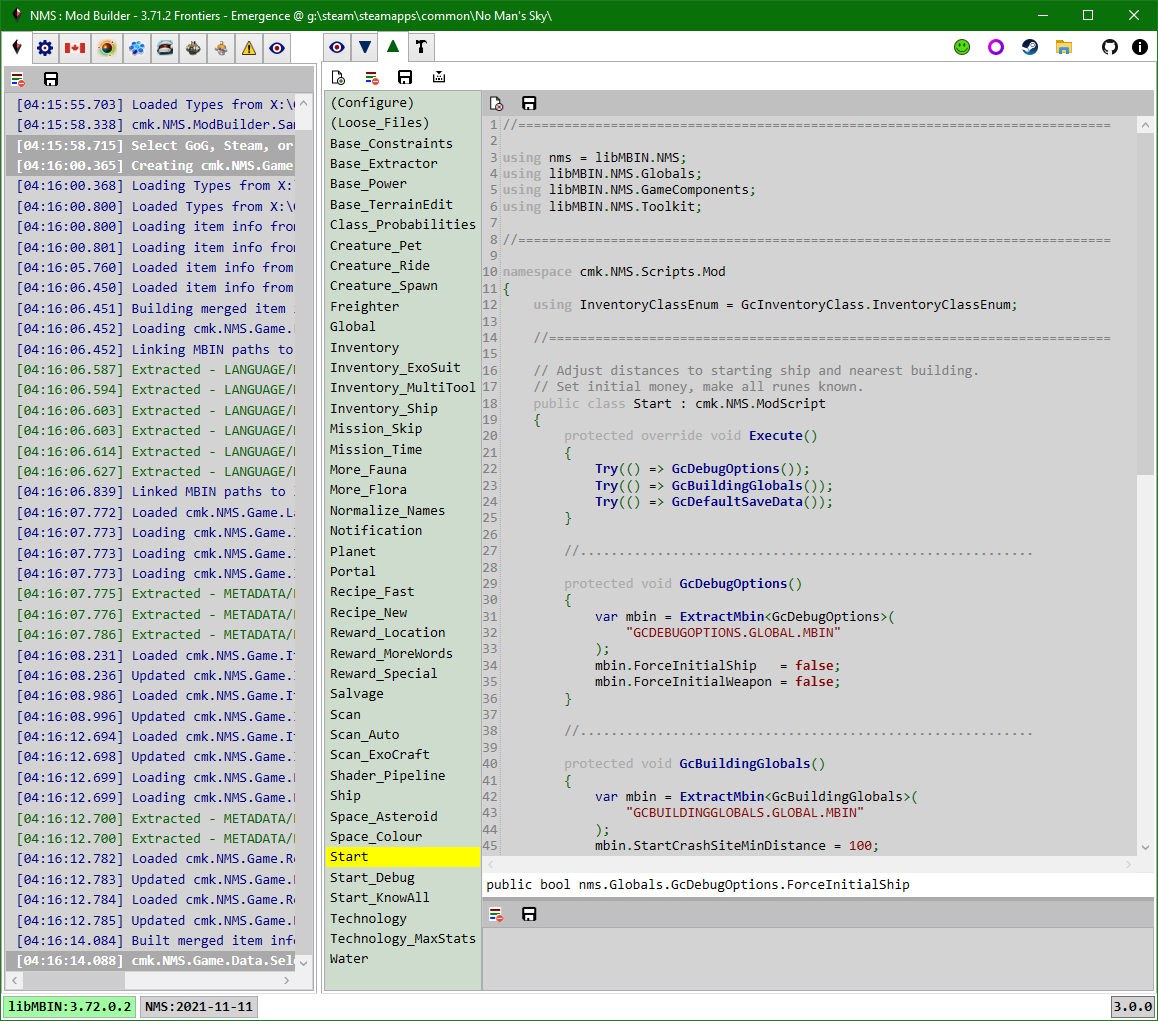 NMS : Mod Builder - 3.71.2 Frontiers - Emergence @ g:\steam\steamapps\common\No Man's Sky\
[04:15:55.703] Loaded Types from X:\
[04:15:58.338] cmk.NMS.ModBuilder.Sa
[04:15:58.715] Select GoG, Steam, or
[04:16:00.365] Creating cmk.NMS.Game
[04:16:00.368] Loading Types from X:
[04:16:00.800] Loaded Types from X:\
[04:16:00.800] Loading item info from
[04:16:00.801] Loading item info from
[04:16:05.760] Loaded item info from
[04:16:06.450] Loaded item info from
[04:16:06.451] Building merged item
[04:16:06.452] Loading cmk.NMS.Game.
[04:16:06.452] Linking MBIN paths to
[04:16:06.587] Extracted - LANGUAGE/
[04:16:06.594] Extracted - LANGUAGE/
[04:16:06.603] Extracted - LANGUAGE/
[04:16:06.603] Extracted - LANGUAGE/
[04:16:06.614] Extracted - LANGUAGE/
[04:16:06.627] Extracted - LANGUAGE/
[04:16:06.839] Linked MBIN paths to
[04:16:07.772] Loaded cmk.NMS.Game.La
[04:16:07.773] Loading cmk.NMS.Game.
[04:16:07.773] Loading cmk.NMS.Game.
[04:16:07.773] Loading cmk.NMS.Game.
[04:16:07.775] Extracted - METADATA/
[04:16:07.776] Extracted - METADATA/
[04:16:07.786] Extracted - METADATA/
[04:16:08.231] Loaded cmk.NMS.Game.It
[04:16:08.236] Updated cmk.NMS.Game.
[04:16:08.986] Loaded cmk.NMS.Game.It
[04:16:08.996] Updated cmk.NMS.Game.
[04:16:12.694] Loaded cmk.NMS.Game.It
[04:16:12.698] Updated cmk.NMS.Game.
[04:16:12.699] Loading cmk.NMS.Game.
[04:16:12.699] Loading cmk.NMS.Game.
[04:16:12.700] Extracted - METADATA/
[04:16:12.700] Extracted - METADATA/
[04:16:12.782] Loaded cmk.NMS.Game.Re
[04:16:12.783] Updated cmk.NMS.Game.
[04:16:12.784] Loaded cmk.NMS.Game.Re
[04:16:12.785] Updated cmk.NMS.Game.
[04:16:14.084] Built merged item info
[04:16:14.088] cmk.NMS.Game.Data.Sel
(Configure)
(Loose_Files)
Base_Constraints
Base_Extractor
Base_Power
Base_TerrainEdit
Class_Probabilities
Creature_Pet
Creature_Ride
Creature_Spawn
Freighter
Global
Inventory
Inventory_ExoSuit
Inventory_MultiTool
Inventory_Ship
Mission_Skip
Mission_Time
More_Fauna
More_Flora
Normalize_Names
Notification
Planet
Portal
Recipe_Fast
Recipe_New
Reward_Location
Reward_MoreWords
Reward_Special
Salvage
Scan
Scan_Auto
Scan_ExoCraft
Shader_Pipeline
Ship
Space_Asteroid
Space_Colour
Start
Start_Debug
Start_KnowAll
Technology
Technology_MaxStats
Water
1 //=============================================================================
2
3 using nms = libMBIN.NMS;
4 using libMBIN.NMS.Globals;
5 using libMBIN.NMS.GameComponents;
6 using libMBIN.NMS.Toolkit;
7
8 //=============================================================================
9
10 namespace cmk.NMS.Scripts.Mod
11 {
12 using InventoryClassEnum = GcInventoryClass.InventoryClassEnum;
13
14 //=========================================================================
15
16 // Adjust distances to starting ship and nearest building.
17 // Set initial money, make all runes known.
18 public class Start : cmk.NMS.ModScript
19 {
20 protected override void Execute()
21 {
22 Try(() => GcDebugOptions());
23 Try(() => GcBuildingGlobals());
24 Try(() => GcDefaultSaveData());
25 }
26
27 //...........................................................
28
29 protected void GcDebugOptions()
30 {
31 var mbin = ExtractMbin<GcDebugOptions>(
32 "GCDEBUGOPTIONS.GLOBAL.MBIN"
33 );
34 mbin.ForceInitialShip = false;
35 mbin.ForceInitialWeapon = false;
36 }
37
38 //...........................................................
39
40 protected void GcBuildingGlobals()
41 {
42 var mbin = ExtractMbin<GcBuildingGlobals>(
43 "GCBUILDINGGLOBALS.GLOBAL.MBIN"
44 );
45 mbin.StartCrashSiteMinDistance = 100;
public bool nms.Globals.GcDebugOptions.ForceInitialShip
libMBIN:3.72.0.2
NMS:2021-11-11
3.0.0